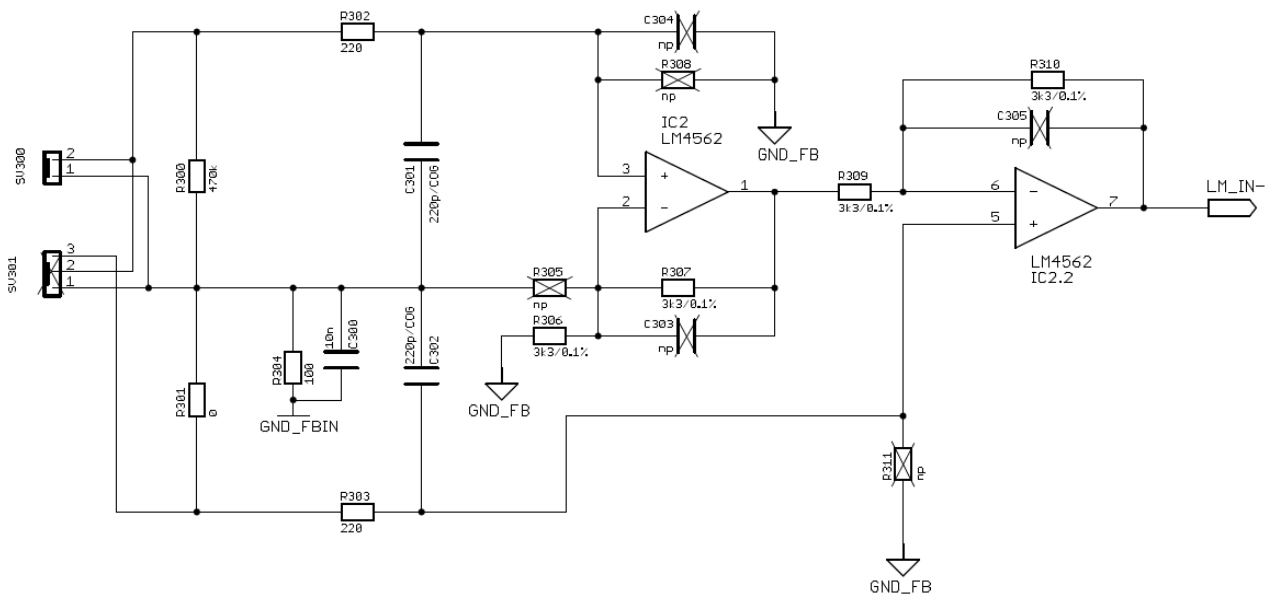 R302
220
C304
np
R308
np
GND_FB
IC2
LM4562
R310
3k3/0.1%
C305
np
SV300
2
1
R300
470k
C301
220p/COG
3
+
2
-
1
R309
3k3/0.1%
6
-
5
+
7
LM_IN-
LM4562
IC2.2
SV301
3
2
1
R305
np
R307
3k3/0.1%
R306
3k3/0.1%
C303
np
GND_FB
R304
100
10n
C300
GND_FBIN
220p/COG
C302
R301
0
R303
220
R311
np
GND_FB